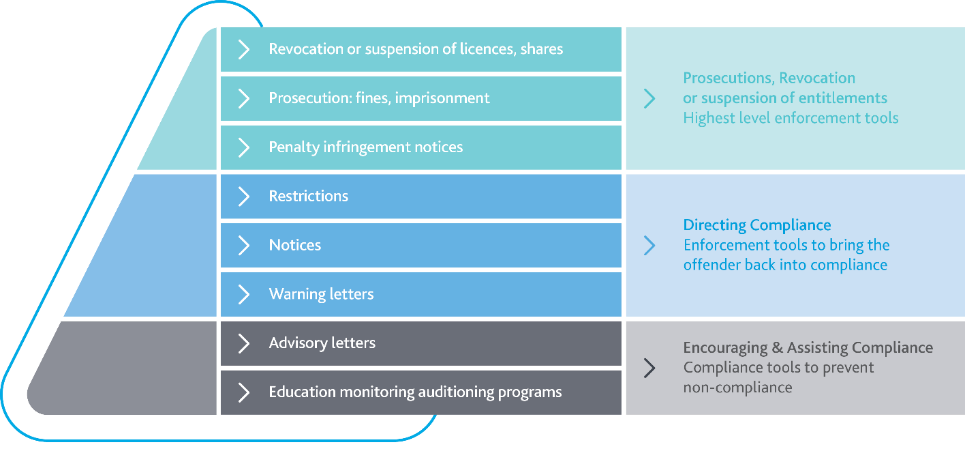 Revocation or suspension of licences, shares
Prosecution: fines, imprisonment
Penalty infringement notices
Prosecutions, Revocation
or suspension of entitlements
Highest level enforcement tools
Restrictions
Notices
Warning letters
Directing Compliance
Enforcement tools to bring the
offender back into compliance
Advisory letters
Education monitoring auditioning programs
Encouraging & Assisting Compliance
Compliance tools to prevent
non-compliance